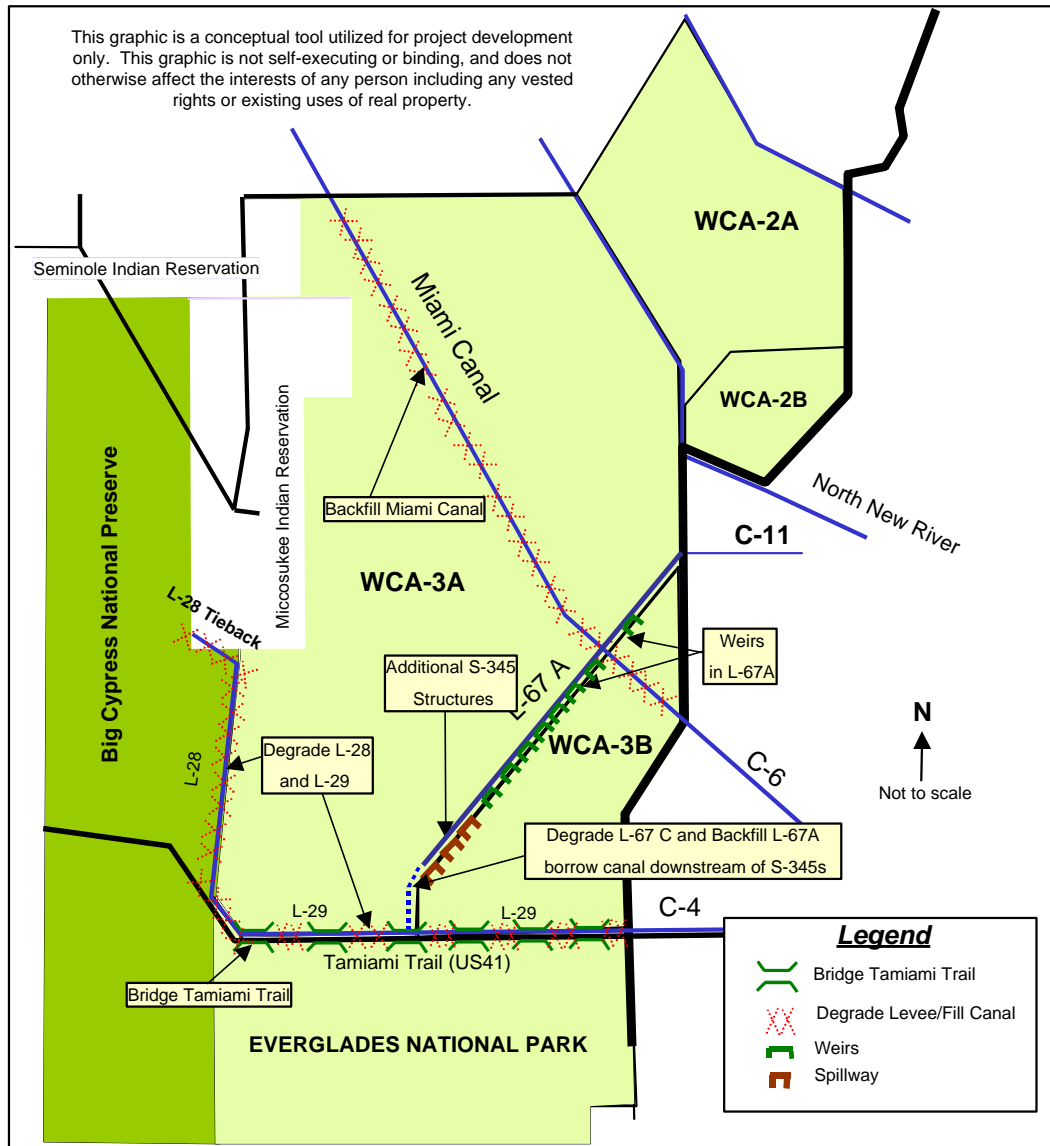 This graphic is a conceptual tool utilized for project development
only. This graphic is not self-executing or binding, and does not
otherwise affect the interests of any person including any vested
rights or existing uses of real property.
WCA-2A
Seminole Indian Reservation
Miami Canal
WCA-2B
Big Cypress National Preserve
Miccosukee Indian Reservation
Backfill Miami Canal
North New River
C-11
WCA-3A
L-28 Tieback
Weirs
in L-67A
Additional S-345
Structures
L-67 A
WCA-3B
N
Not to scale
L-28
Degrade L-28
and L-29
C-6
Degrade L-67 C and Backfill L-67A
borrow canal downstream of S-345s
L-29
L-29
C-4
Tamiami Trail (US41)
Bridge Tamiami Trail
EVERGLADES NATIONAL PARK
Legend
Bridge Tamiami Trail
Degrade Levee/Fill Canal
Weirs
Spillway